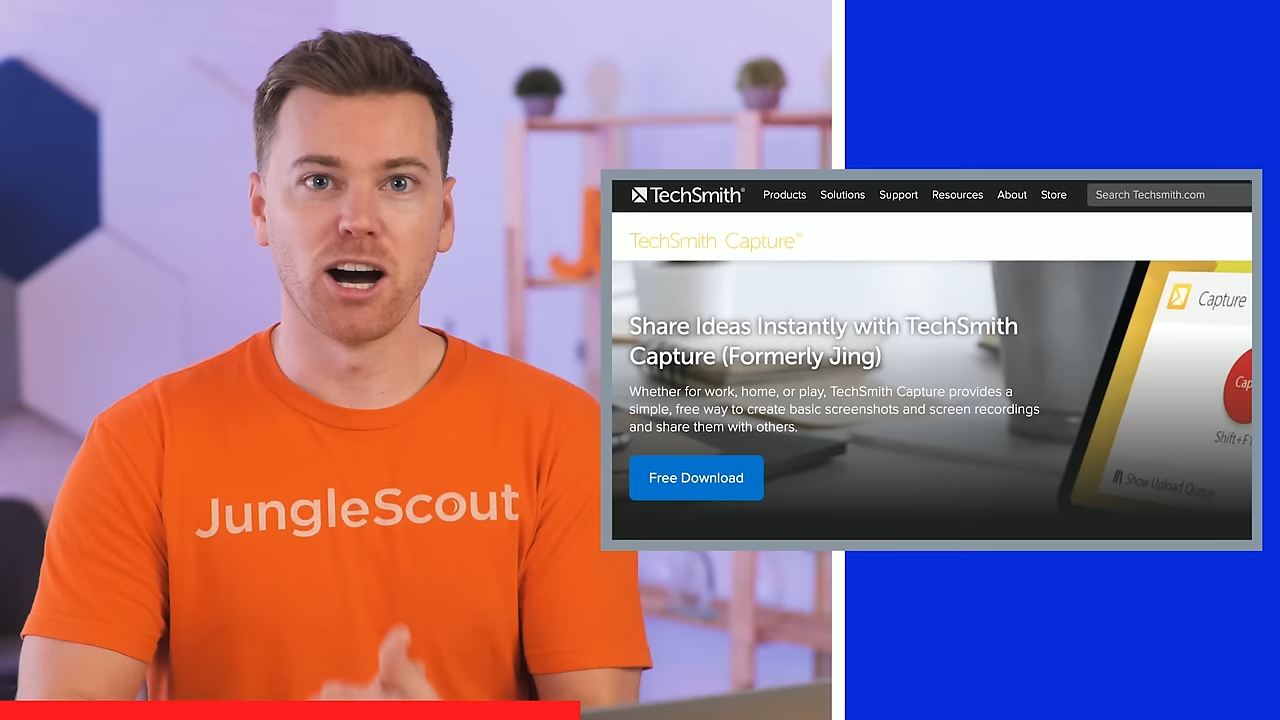 JungleScout
TechSmith®
Products Solutions Support Resources About Store
Search Techsmith.com
TechSmith Capture™
Share Ideas Instantly with TechSmith
Capture (Formerly Jing)
Whether for work, home, or play, TechSmith Capture provides a
simple, free way to create basic screenshots and screen recordings
and share them with others.
Free Download
Capture
Cap
Shift+F
Show Upload Queue